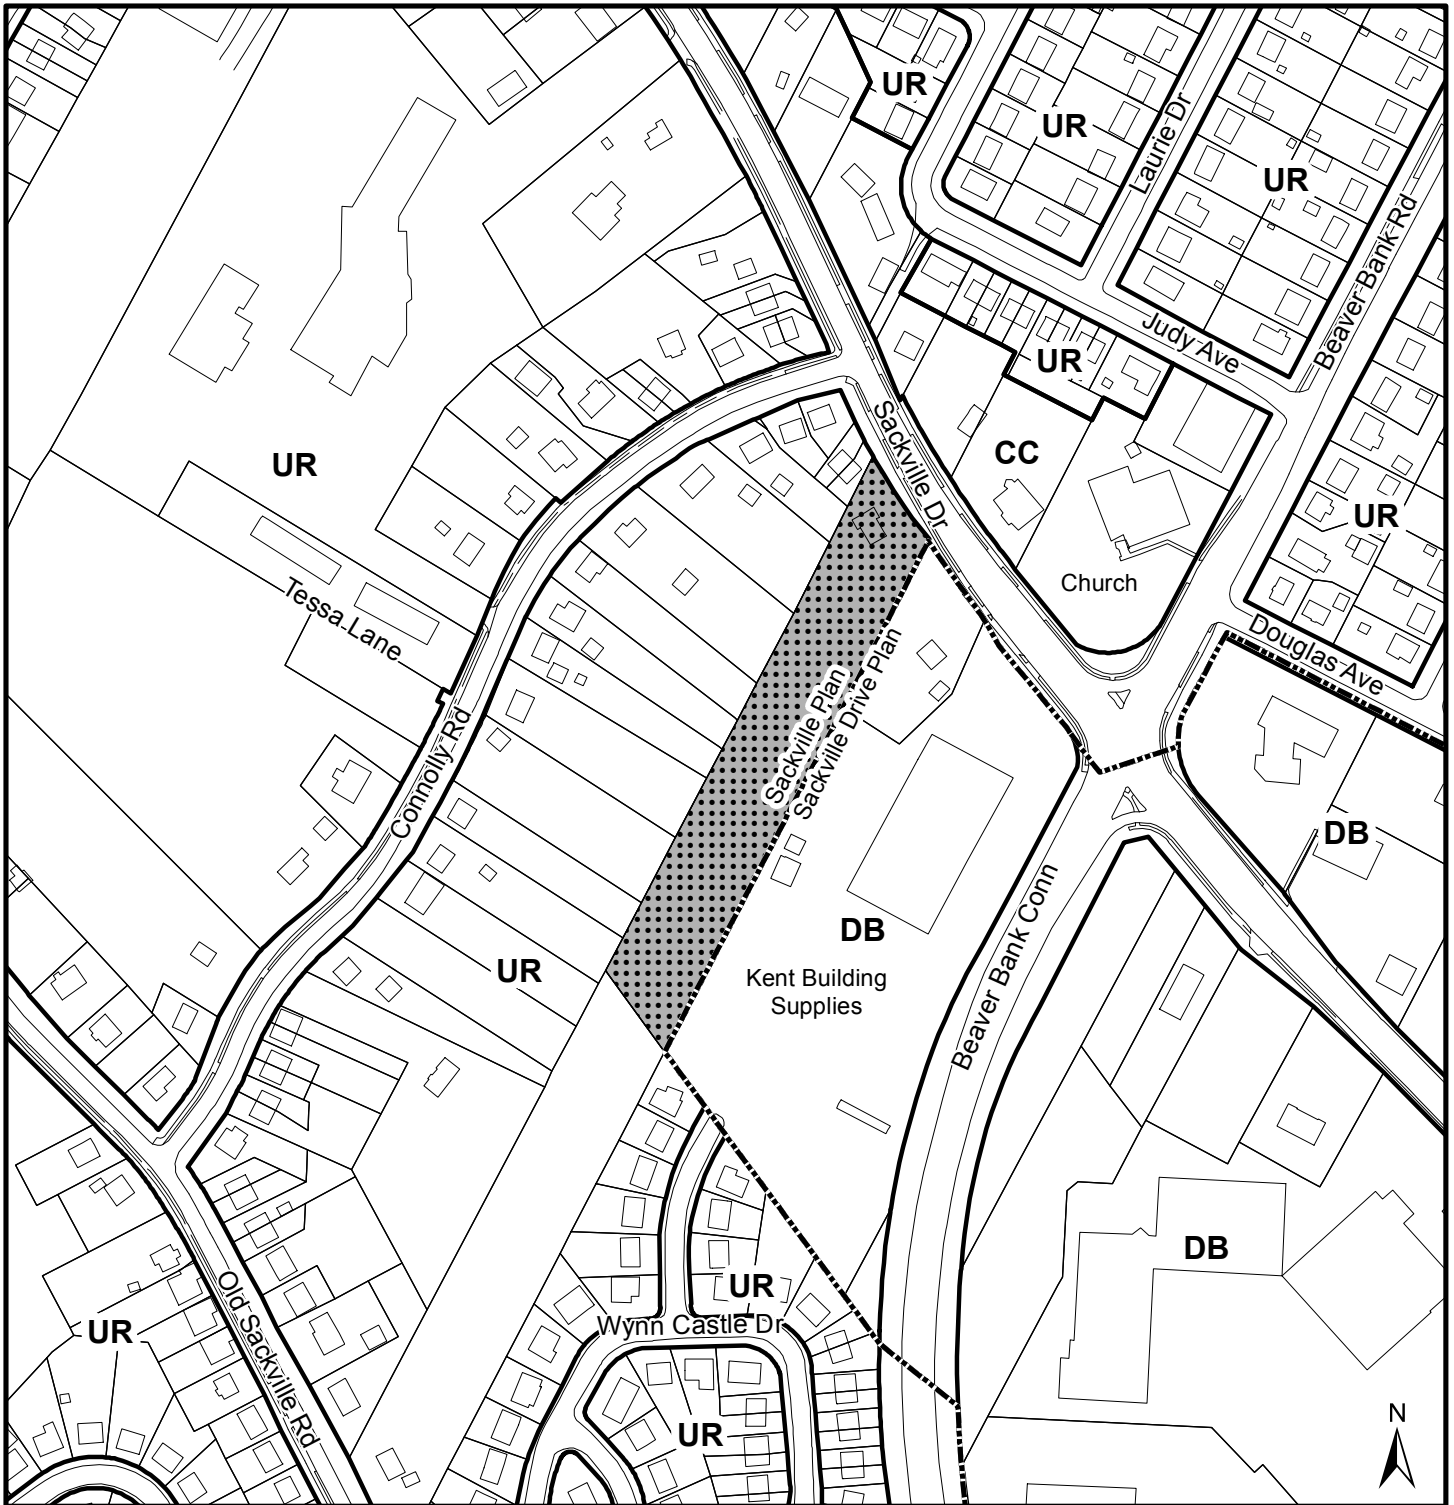 UR
UR
Laurie Dr
UR
Beaver Bank Rd
Judy Ave
UR
Sackville Dr
CC
UR
UR
Church
Tessa Lane
Douglas Ave
Sackville Plan
Sackville Drive Plan
Connolly Rd
DB
DB
UR
Kent Building
Supplies
Beaver Bank Conn
DB
UR
Wynn Castle Dr
UR
Old Sackville Rd
UR
N